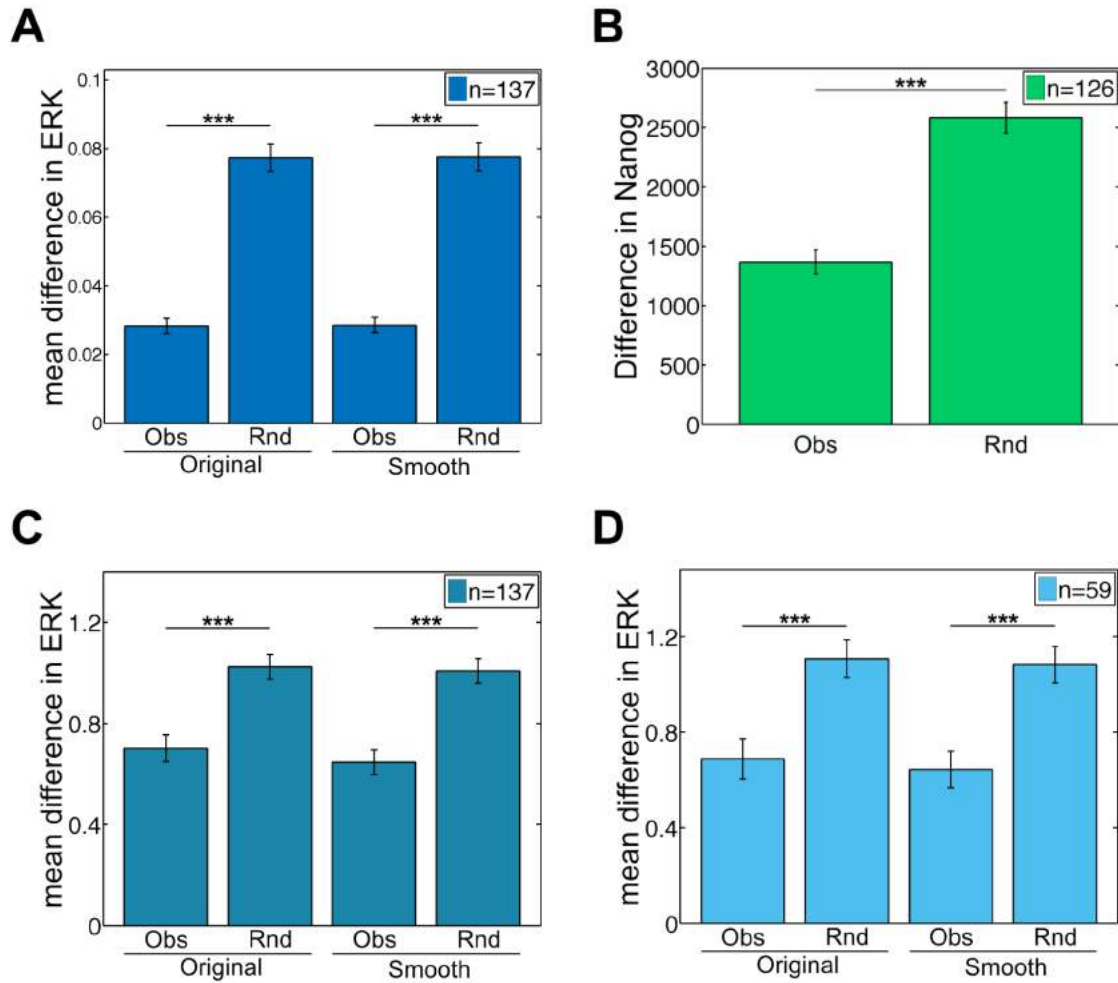 A
mean difference in ERK
0.1
0.08
0.06
0.04
0.02
0
n=137
*** ***
Obs Rnd Obs Rnd
Original Smooth
B
Difference in Nanog
3000
2500
2000
1500
1000
500
0
n=126
***
Obs Rnd
C
mean difference in ERK
1.2
0.8
0.4
0
n=137
*** ***
Obs Rnd Obs Rnd
Original Smooth
D
mean difference in ERK
1.2
0.8
0.4
0
n=59
*** ***
Obs Rnd Obs Rnd
Original Smooth